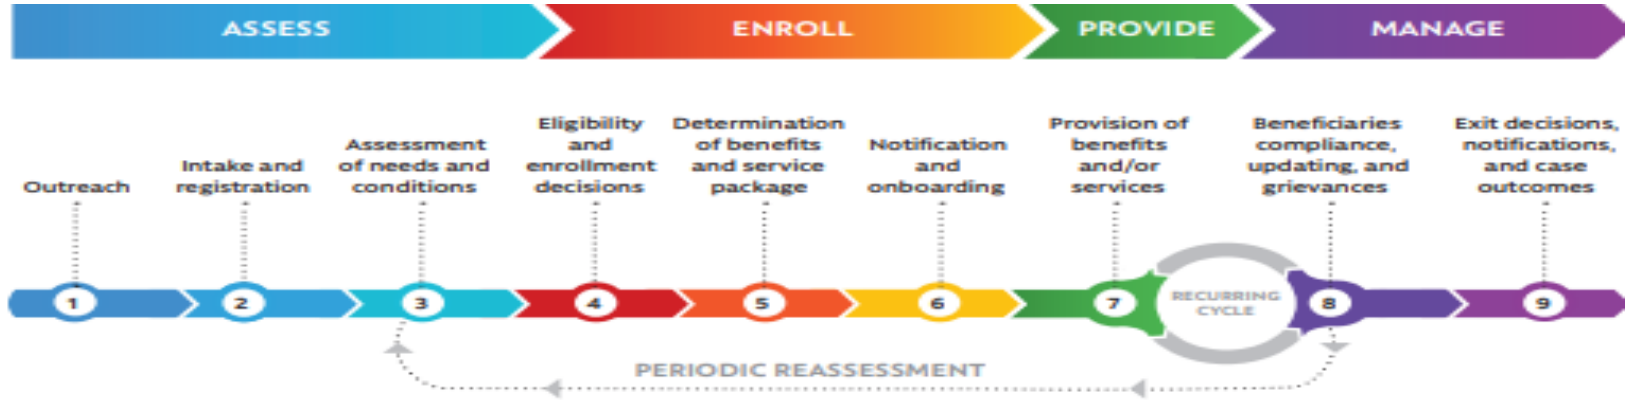 ASSESS
ENROLL
PROVIDE
MANAGE
Outreach
Intake and
registration
Assessment
of needs and
conditions
Eligibility
and
enrollment
decisions
Determination
of benefits
and service
package
Notification
and
onboarding
Provision of
benefits
and/or
services
Beneficiaries
compliance,
updating, and
grievances
Exit decisions,
notifications,
and case
outcomes
1
2
3
4
5
6
7
RECURRING
CYCLE
8
9
PERIODIC REASSESSMENT